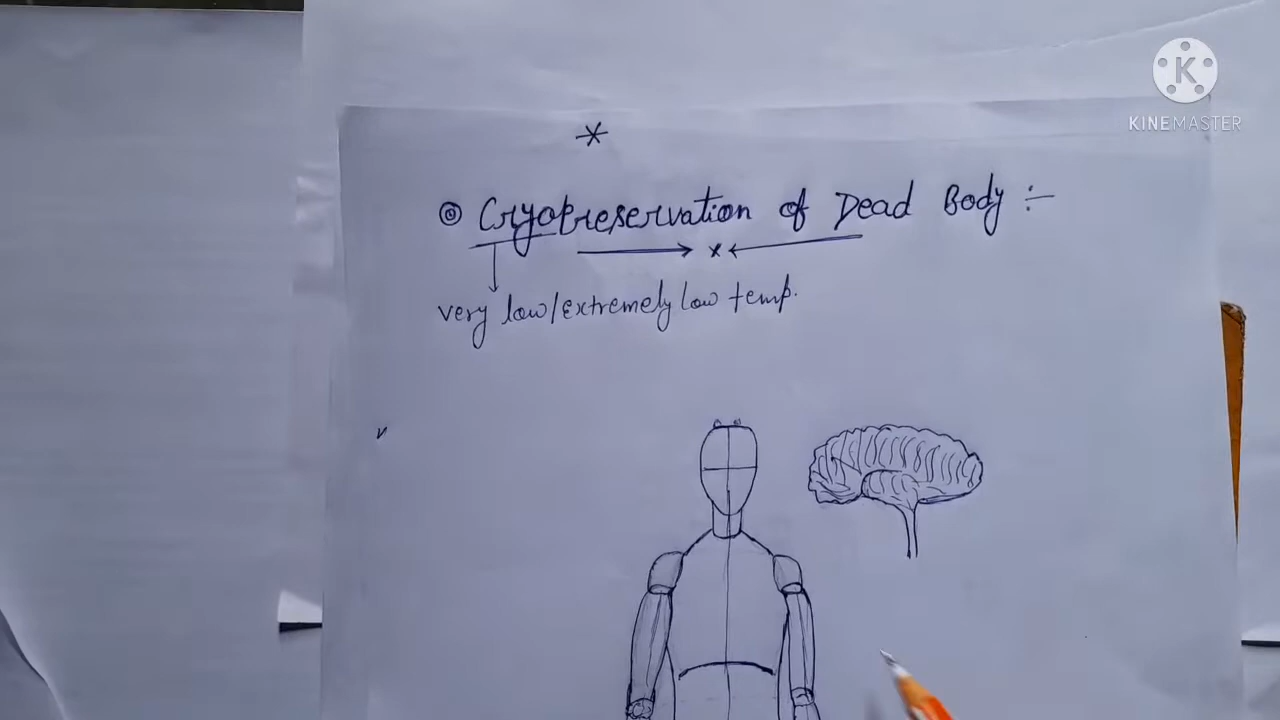 K
KINEMASTER
Cryopreservation of Dead Body :-
very low/extremely low temp.